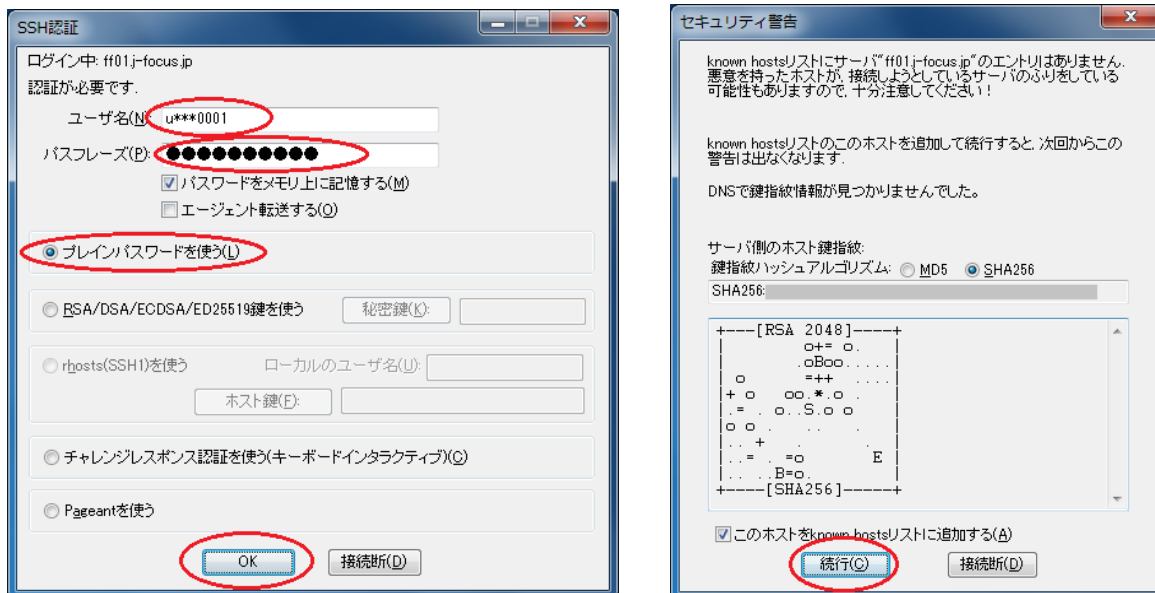 SSH認証
ログイン中: ff01.j-focus.jp
認証が必要です.
ユーザ名(N): u***0001
パスフレーズ(P): ●●●●●●●●●●
パスワードをメモリ上に記憶する(M)
エージェント転送する(O)
プレインパスワードを使う(L)
RSA/DSA/ECDSA/ED25519鍵を使う 秘密鍵(K):
rhosts(SSH1)を使う ローカルのユーザ名(U):
ホスト鍵(F):
チャレンジレスポンス認証を使う(キーボードインタラクティブ)(C)
Pageantを使う
OK 接続断(D)
セキュリティ警告
known hostsリストにサーバ"ff01.j-focus.jp"のエントリはありません.
悪意を持ったホストが, 接続しようとしているサーバのふりをしている
可能性もありますので, 十分注意してください!
known hostsリストのこのホストを追加して続行すると, 次回からこの
警告は出なくなります.
DNSで鍵指紋情報が見つかりませんでした。
サーバ側のホスト鍵指紋:
鍵指紋ハッシュアルゴリズム: MD5 SHA256
SHA256:
+---[RSA 2048]----+
|        o+= o.   |
|       .oBoo.....|
| o      =++  ....|
|+ o   oo.*.o .   |
|.= . o..S.o o    |
|o o .   ..   .   |
|.. +   .      .  |
|..= . =o       E |
|.. ..B=o.        |
+----[SHA256]-----+
このホストをknown hostsリストに追加する(A)
続行(C) 接続断(D)